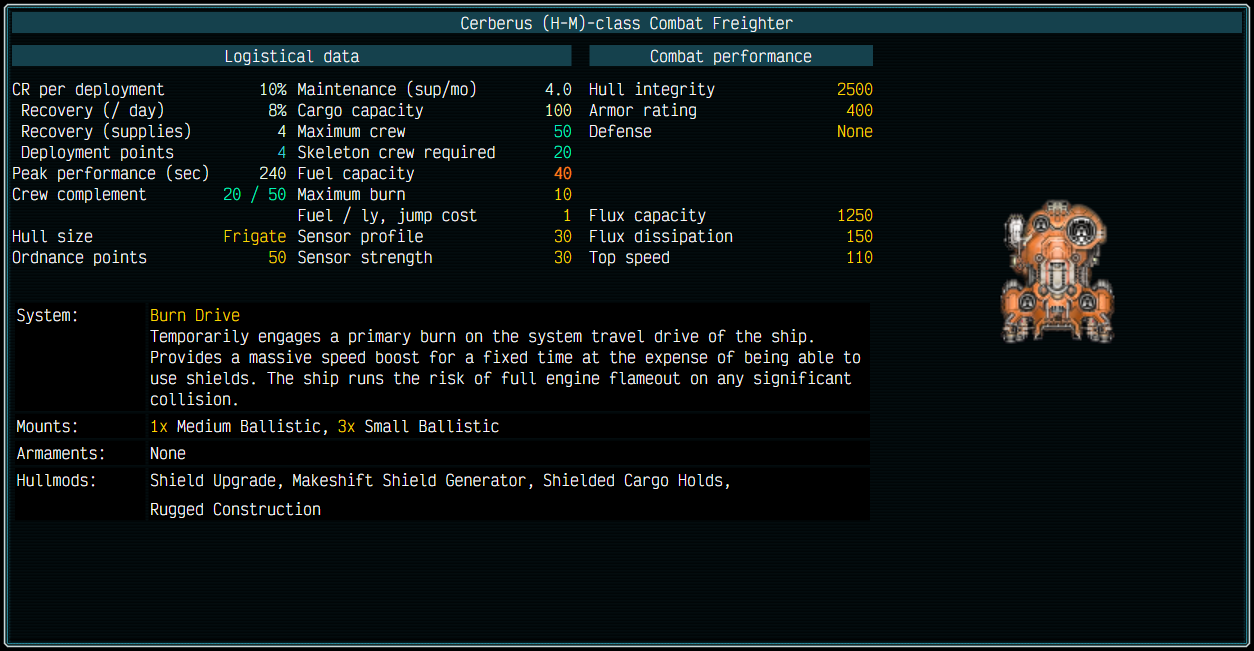 Cerberus (H-M)-class Combat Freighter
Logistical data
Combat performance
CR per deployment 10% Maintenance (sup/mo) 4.0 Hull integrity 2500
Recovery (/ day) 8% Cargo capacity 100 Armor rating 400
Recovery (supplies) 4 Maximum crew 50 Defense None
Deployment points 4 Skeleton crew required 20
Peak performance (sec) 240 Fuel capacity 40
Crew complement 20 / 50 Maximum burn 10
Fuel / ly, jump cost 1 Flux capacity 1250
Hull size Frigate Sensor profile 30 Flux dissipation 150
Ordnance points 50 Sensor strength 30 Top speed 110
System: Burn Drive
Temporarily engages a primary burn on the system travel drive of the ship.
Provides a massive speed boost for a fixed time at the expense of being able to
use shields. The ship runs the risk of full engine flameout on any significant
collision.
Mounts: 1x Medium Ballistic, 3x Small Ballistic
Armaments: None
Hullmods: Shield Upgrade, Makeshift Shield Generator, Shielded Cargo Holds,
Rugged Construction